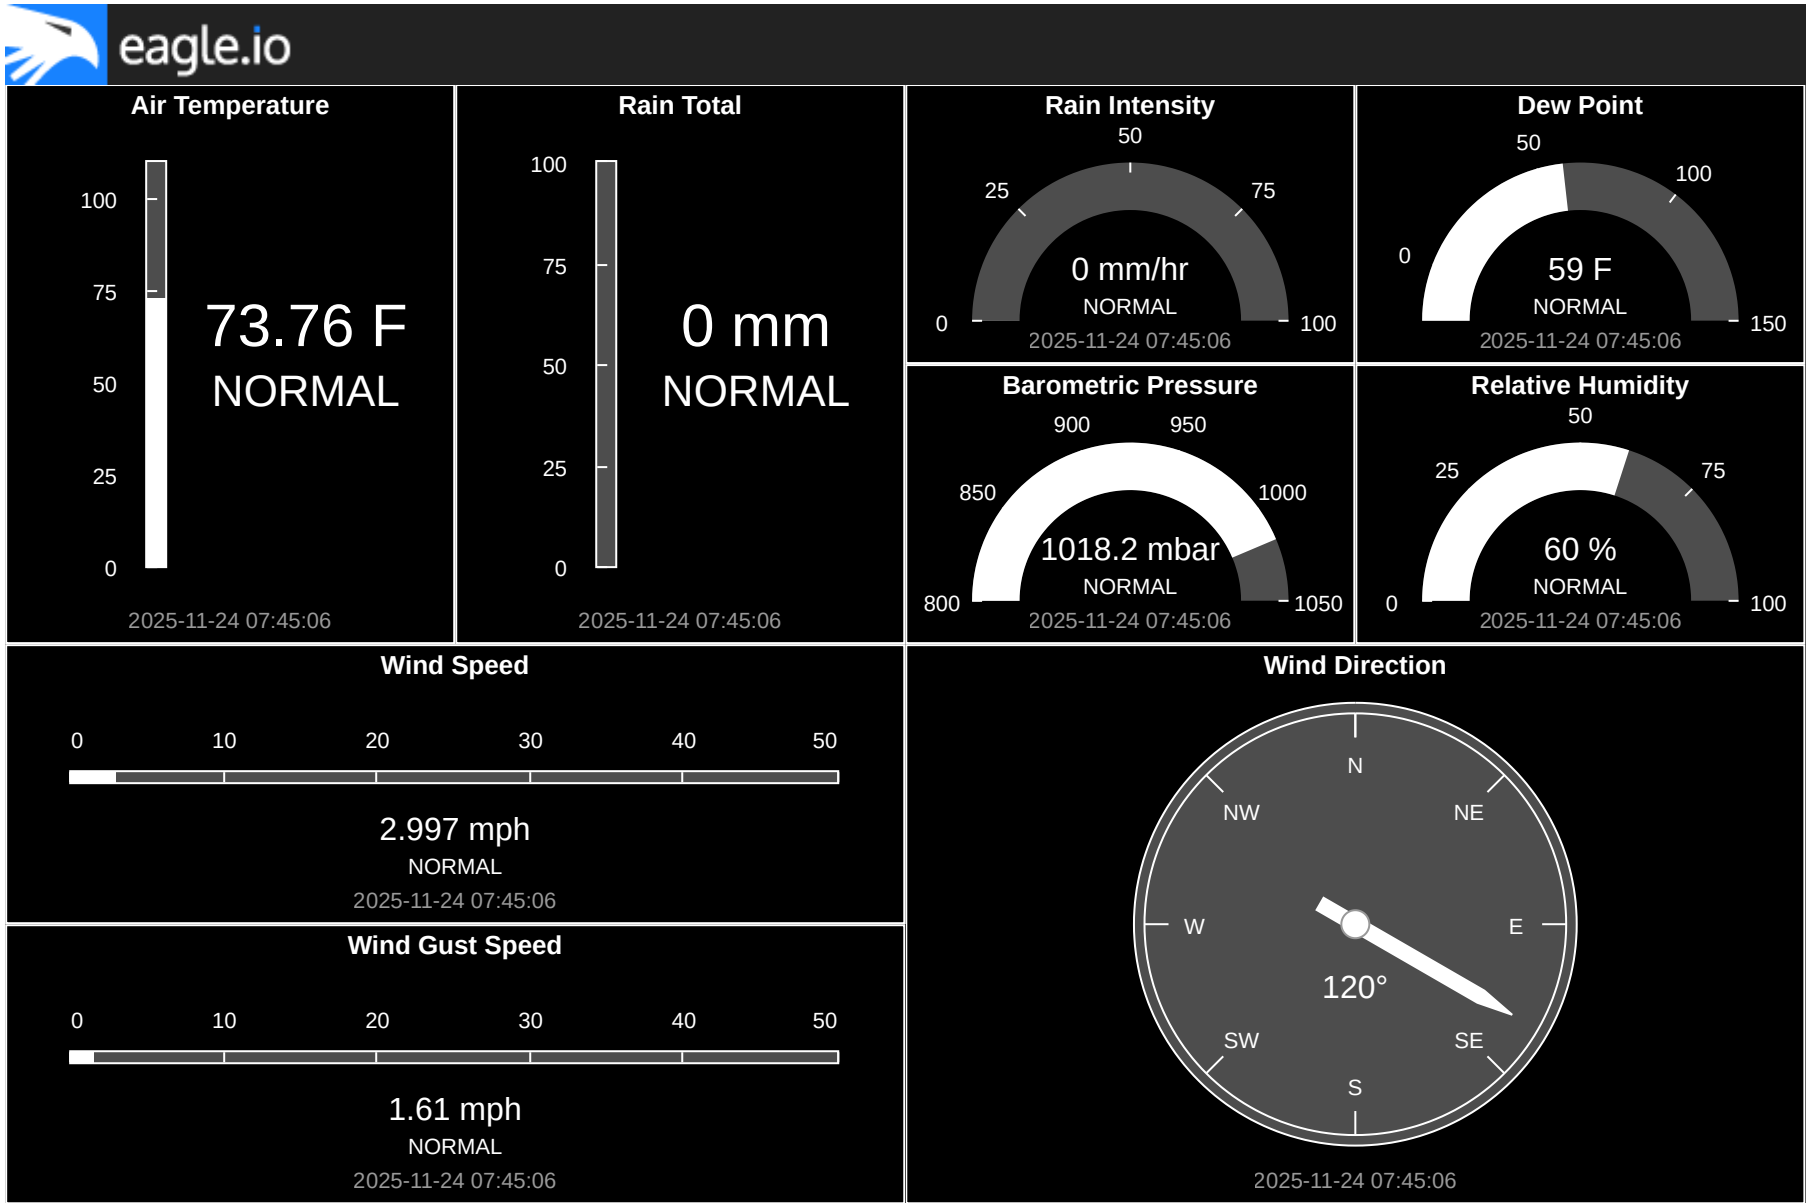 eagle.io
Air Temperature
100
75
50
25
0
73.76 F
NORMAL
2025-11-24 07:45:06
Rain Total
100
75
50
25
0
0 mm
NORMAL
2025-11-24 07:45:06
Rain Intensity
0
25
50
75
100
0 mm/hr
NORMAL
2025-11-24 07:45:06
Dew Point
0
50
100
150
59 F
NORMAL
2025-11-24 07:45:06
Barometric Pressure
800
850
900
950
1000
1050
1018.2 mbar
NORMAL
2025-11-24 07:45:06
Relative Humidity
0
25
50
75
100
60 %
NORMAL
2025-11-24 07:45:06
Wind Speed
0 10 20 30 40 50
2.997 mph
NORMAL
2025-11-24 07:45:06
Wind Gust Speed
0 10 20 30 40 50
1.61 mph
NORMAL
2025-11-24 07:45:06
Wind Direction
N
NW NE
W E
120°
SW SE
S
2025-11-24 07:45:06